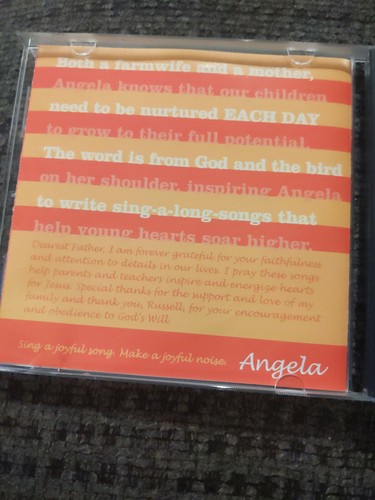 Both a farmwife and a mother,
Angela knows that our children
need to be nurtured EACH DAY
to grow to their full potential.
The word is from God and the bird
on her shoulder, inspiring Angela
to write sing-a-long-songs that
help young hearts soar higher.
Dearest Father, I am forever grateful for your faithfulness
and attention to details in our lives. I pray these songs
help parents and teachers inspire and energise hearts
for Jesus. Special thanks for the support and love of my
family and thank you, Russell, for your encouragement
and obedience to God's Will.
Sing a joyful song. Make a joyful noise. Angela